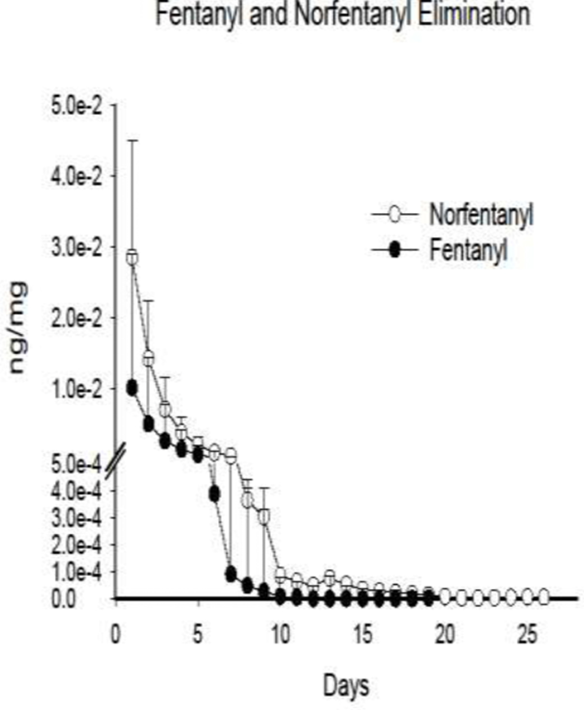 Fentanyl and Norfentanyl Elimination
5.0e-2
4.0e-2
3.0e-2
2.0e-2
1.0e-2
5.0e-4
4.0e-4
3.0e-4
2.0e-4
1.0e-4
0.0
ng/mg
Norfentanyl
Fentanyl
0 5 10 15 20 25
Days